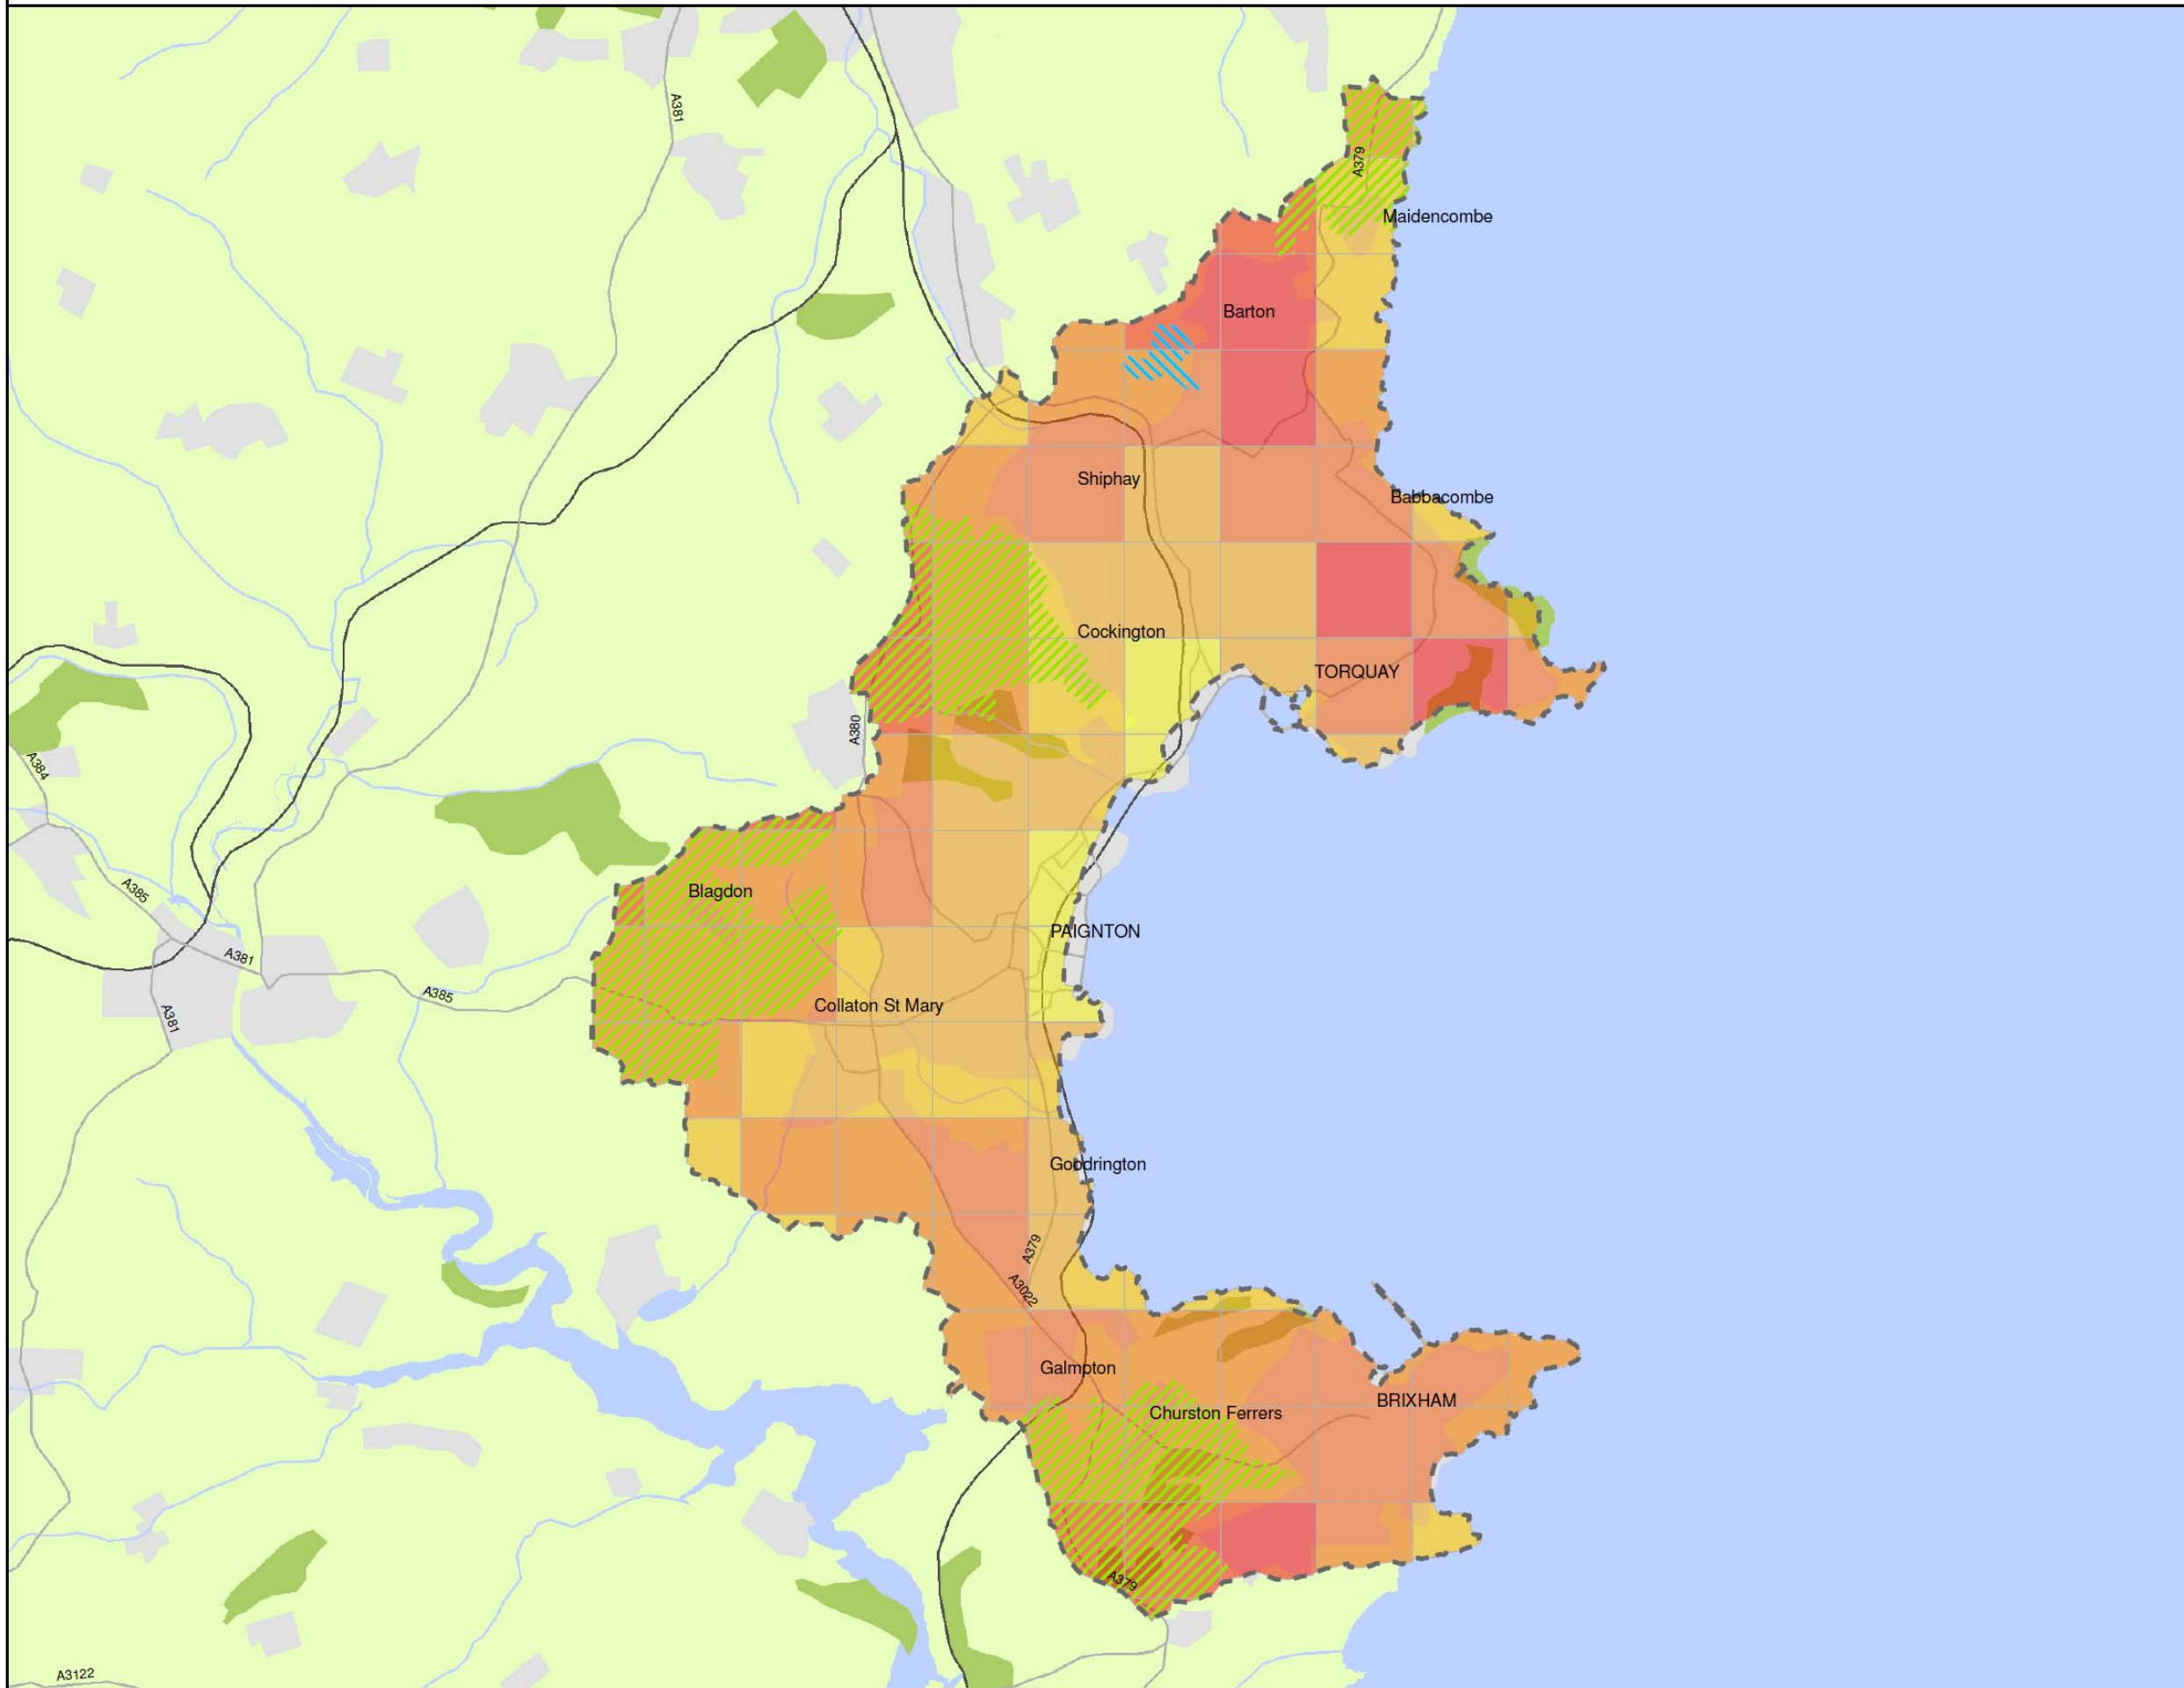 A381
A379
Maidencombe
Barton
Shiphay
Babbacombe
Cockington
TORQUAY
A380
A384
Blagdon
A385
PAIGNTON
A381
A385
Collaton St Mary
A381
Goodrington
A379
A3022
Galmpton
BRIXHAM
Churston Ferrers
A379
A3122